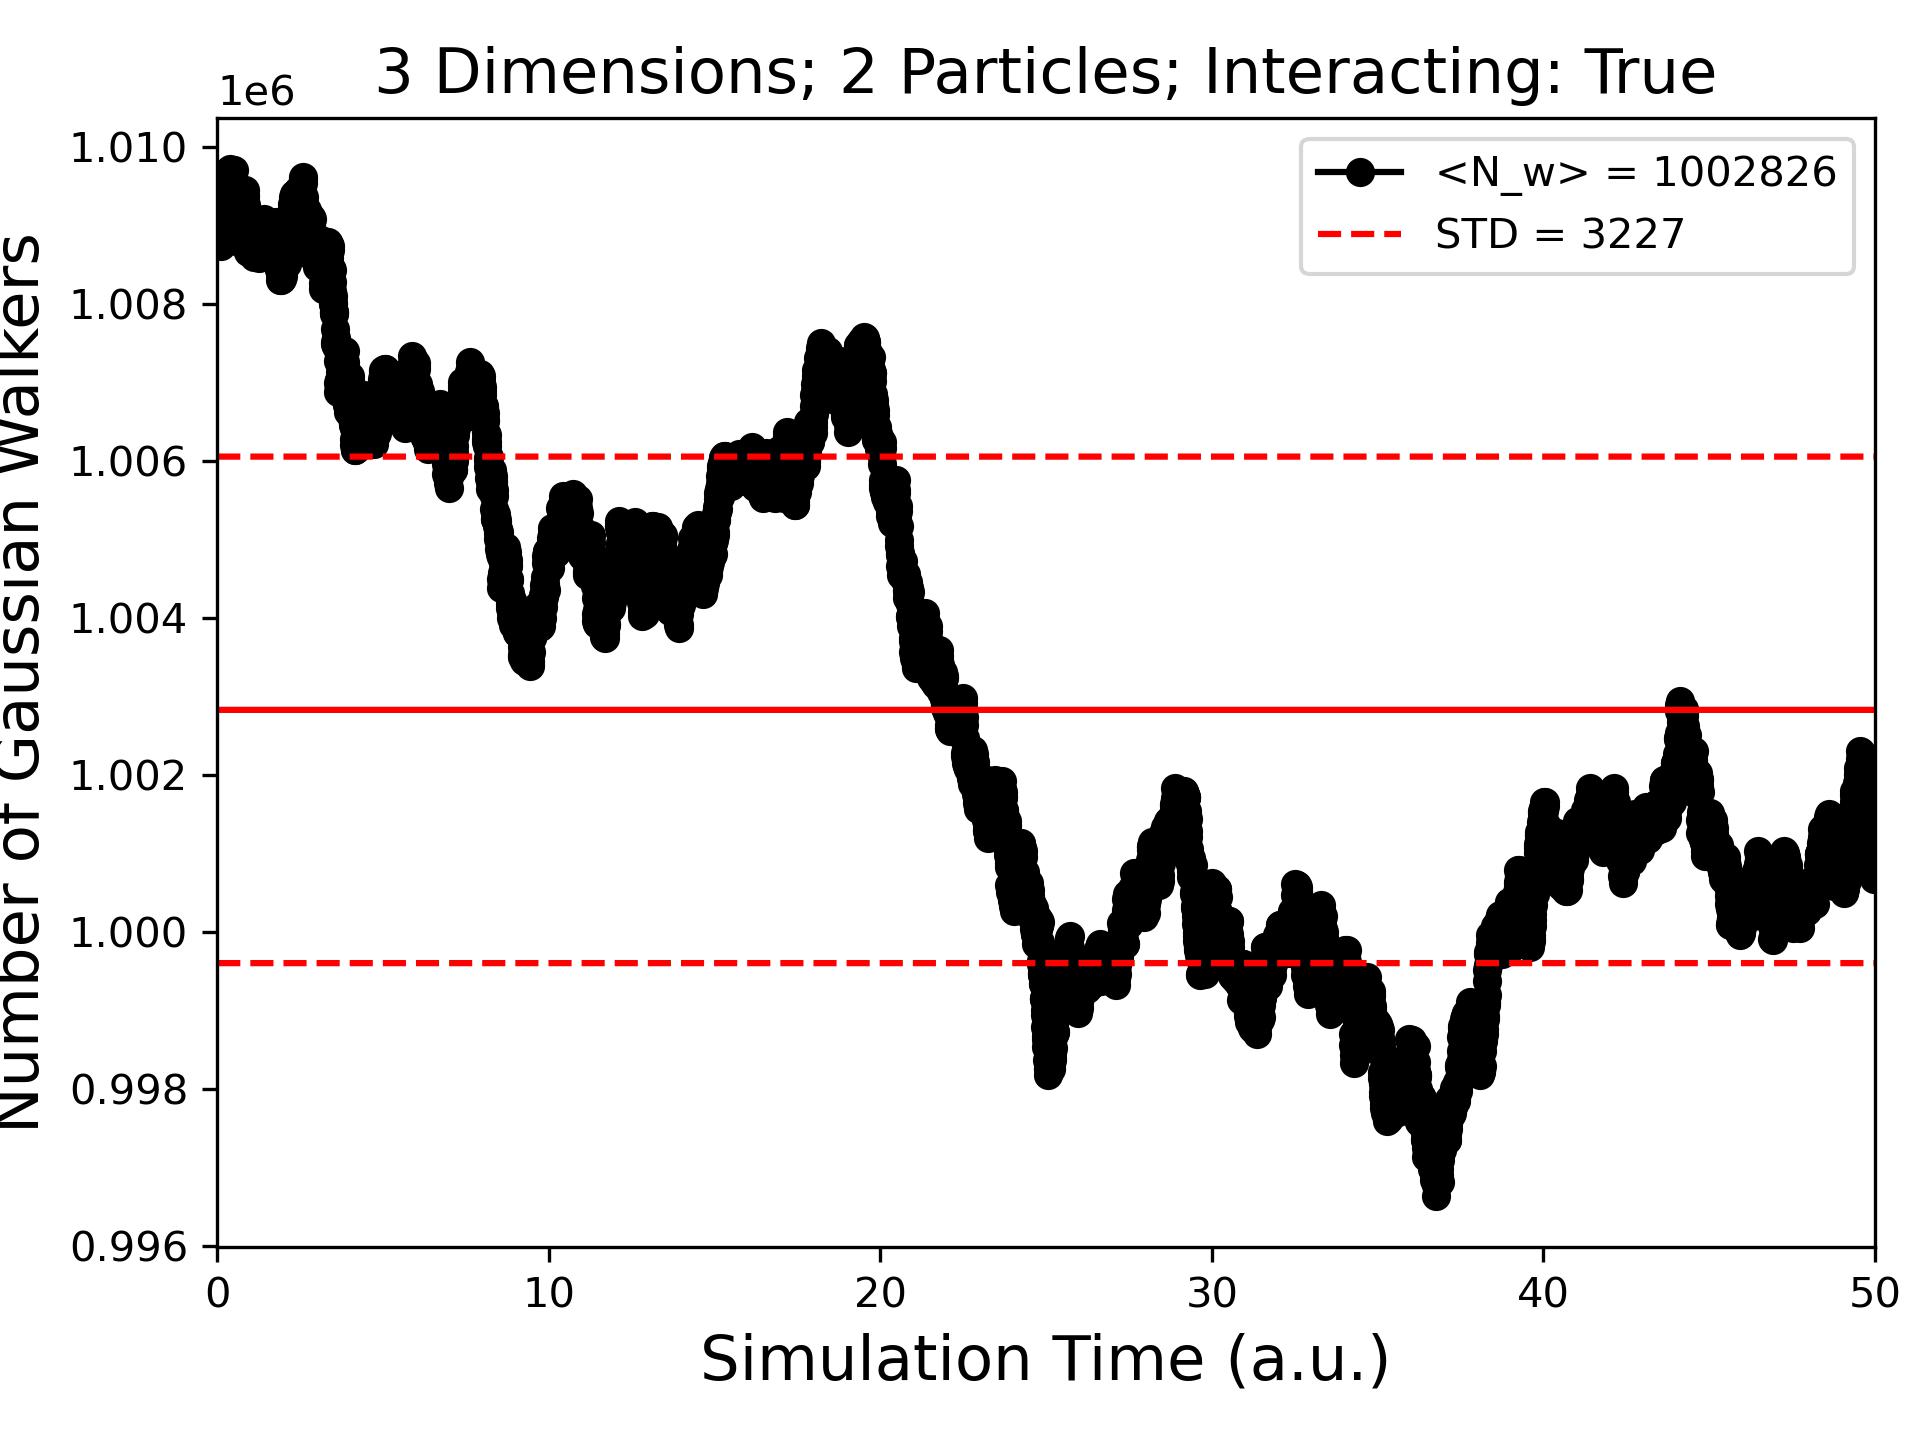 3 Dimensions; 2 Particles; Interacting: True
1e6
<N_w> = 1002826
STD = 3227
Number of Gaussian Walkers
1.010
1.008
1.006
1.004
1.002
1.000
0.998
0.996
0 10 20 30 40 50
Simulation Time (a.u.)